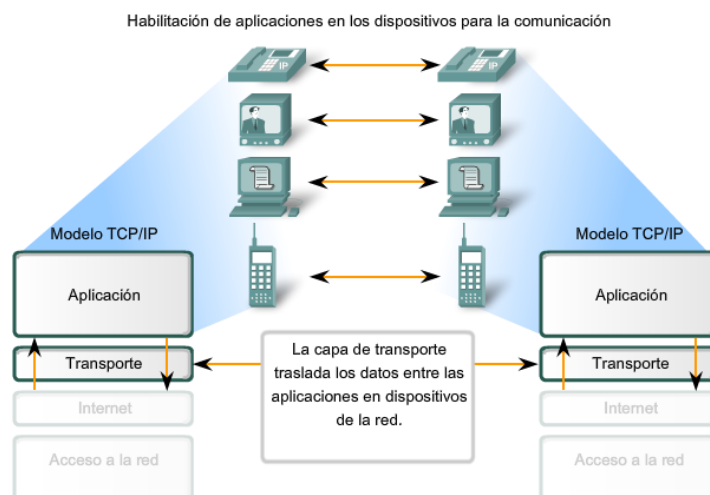 Habilitación de aplicaciones en los dispositivos para la comunicación
IP
IP
Modelo TCP/IP
Aplicación
Transporte
Internet
Acceso a la red
La capa de transporte
traslada los datos entre las
aplicaciones en dispositivos
de la red.
Modelo TCP/IP
Aplicación
Transporte
Internet
Acceso a la red